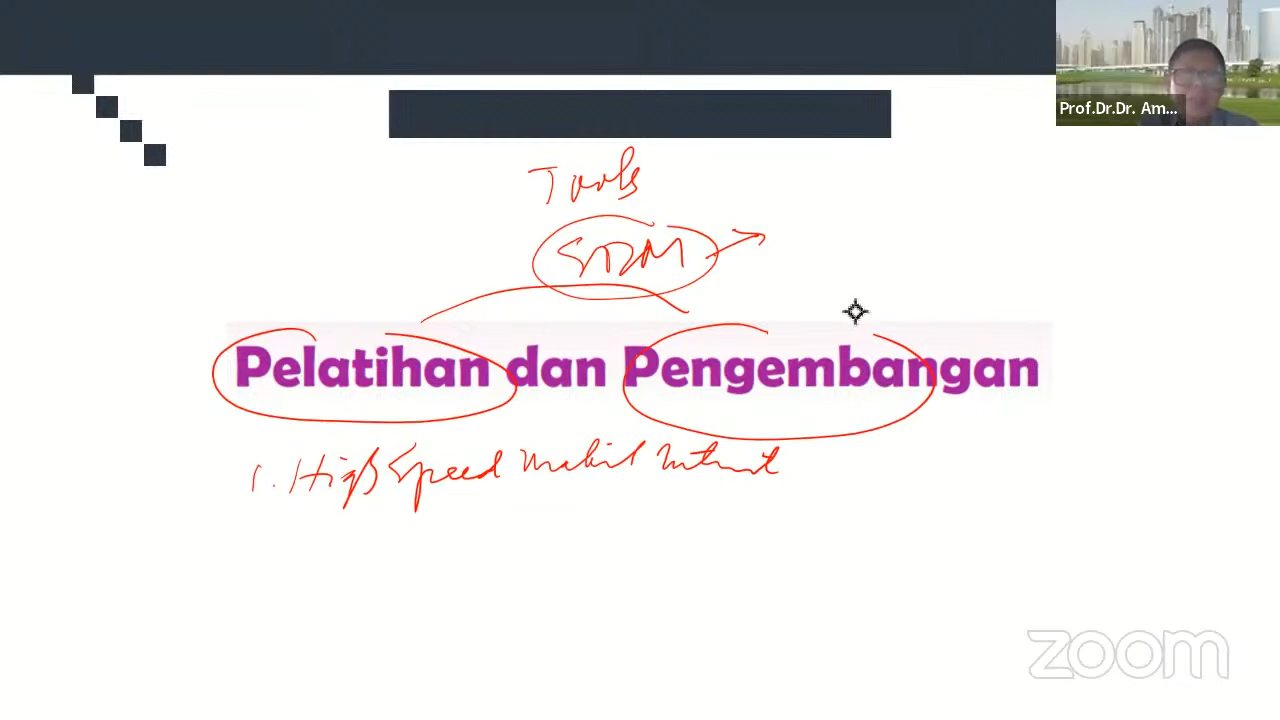 Prof.Dr.Dr. Am...
Tools
SDM
Pelatihan dan Pengembangan
1. High Speed Mobile Internet
zoom